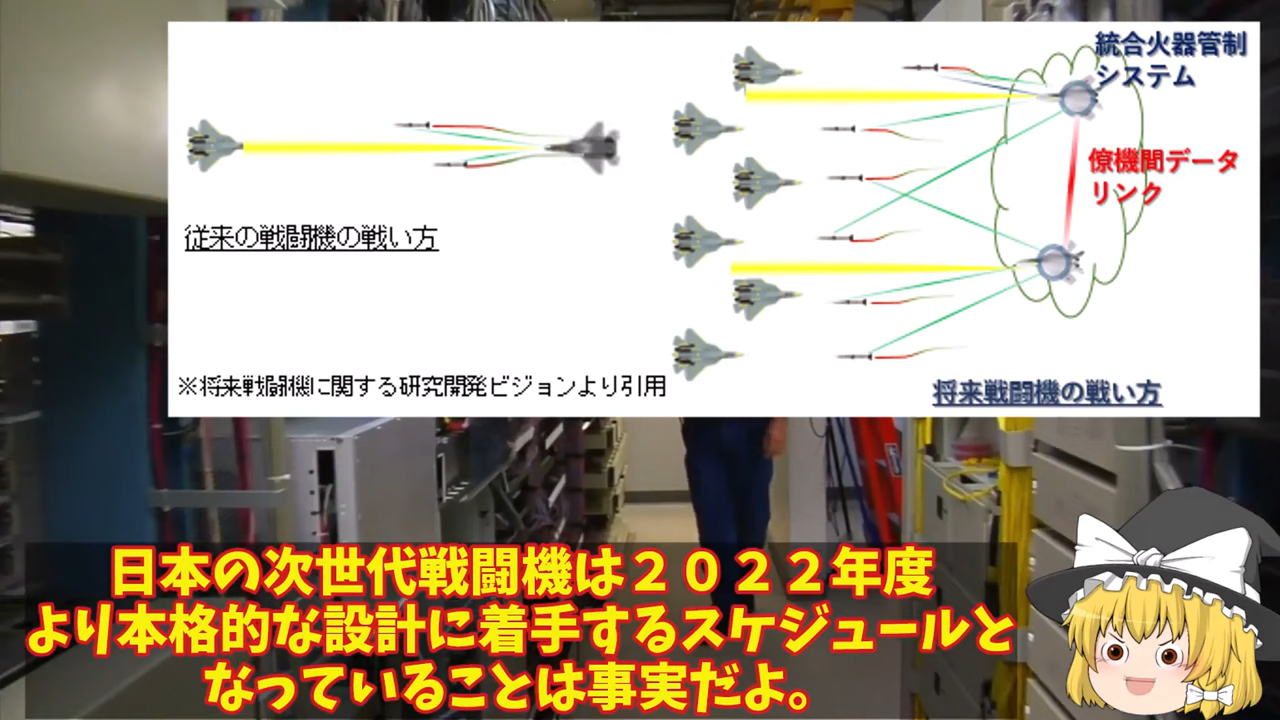 統合火器管制
システム
僚機間データ
リンク
従来の戦闘機の戦い方
※将来戦闘機に関する研究開発ビジョンより引用
将来戦闘機の戦い方
日本の次世代戦闘機は２０２２年度
より本格的な設計に着手するスケジュールと
なっていることは事実だよ。